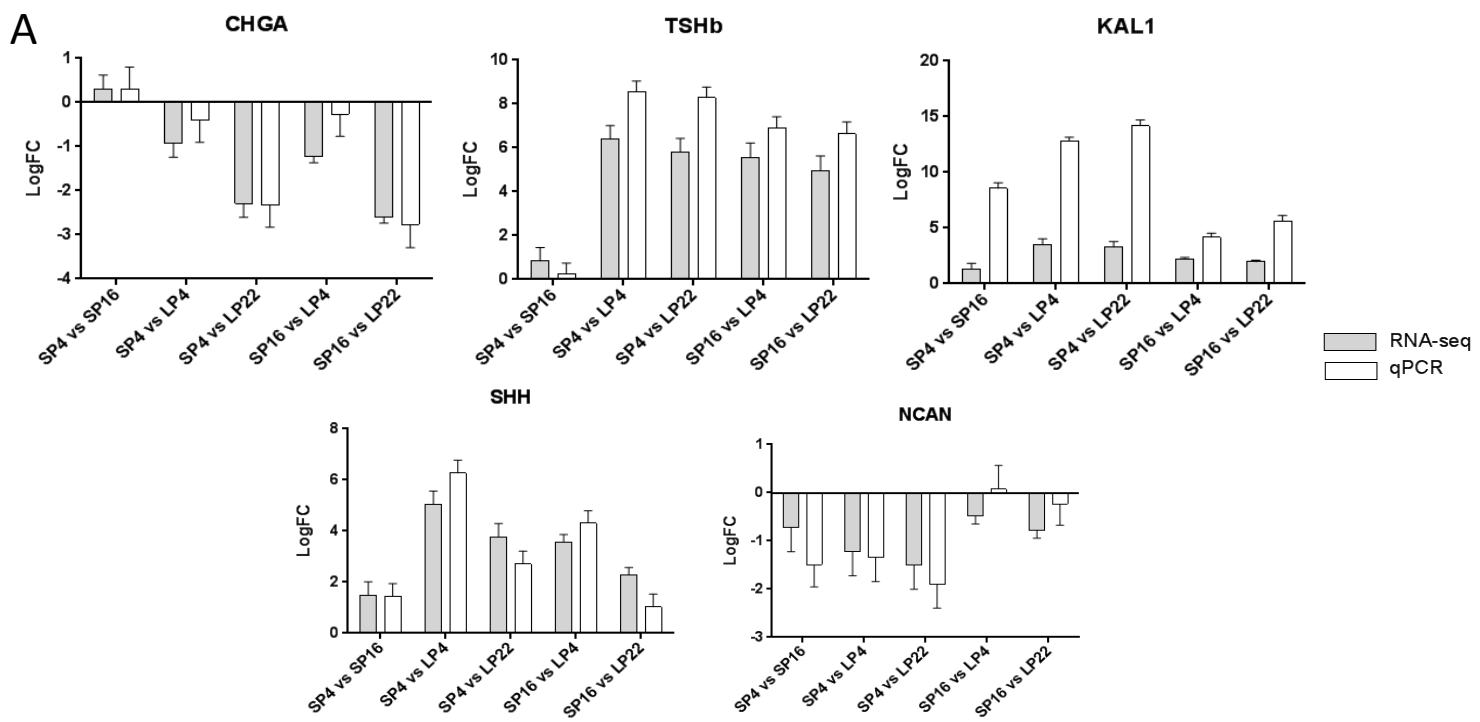 A
CHGA
LogFC
1
0
-1
-2
-3
-4
SP4 vs SP16
SP4 vs LP4
SP4 vs LP22
SP16 vs LP4
SP16 vs LP22
TSHb
LogFC
10
8
6
4
2
0
SP4 vs SP16
SP4 vs LP4
SP4 vs LP22
SP16 vs LP4
SP16 vs LP22
KAL1
LogFC
20
15
10
5
0
SP4 vs SP16
SP4 vs LP4
SP4 vs LP22
SP16 vs LP4
SP16 vs LP22
RNA-seq
qPCR
SHH
LogFC
8
6
4
2
0
SP4 vs SP16
SP4 vs LP4
SP4 vs LP22
SP16 vs LP4
SP16 vs LP22
NCAN
LogFC
1
0
-1
-2
-3
SP4 vs SP16
SP4 vs LP4
SP4 vs LP22
SP16 vs LP4
SP16 vs LP22